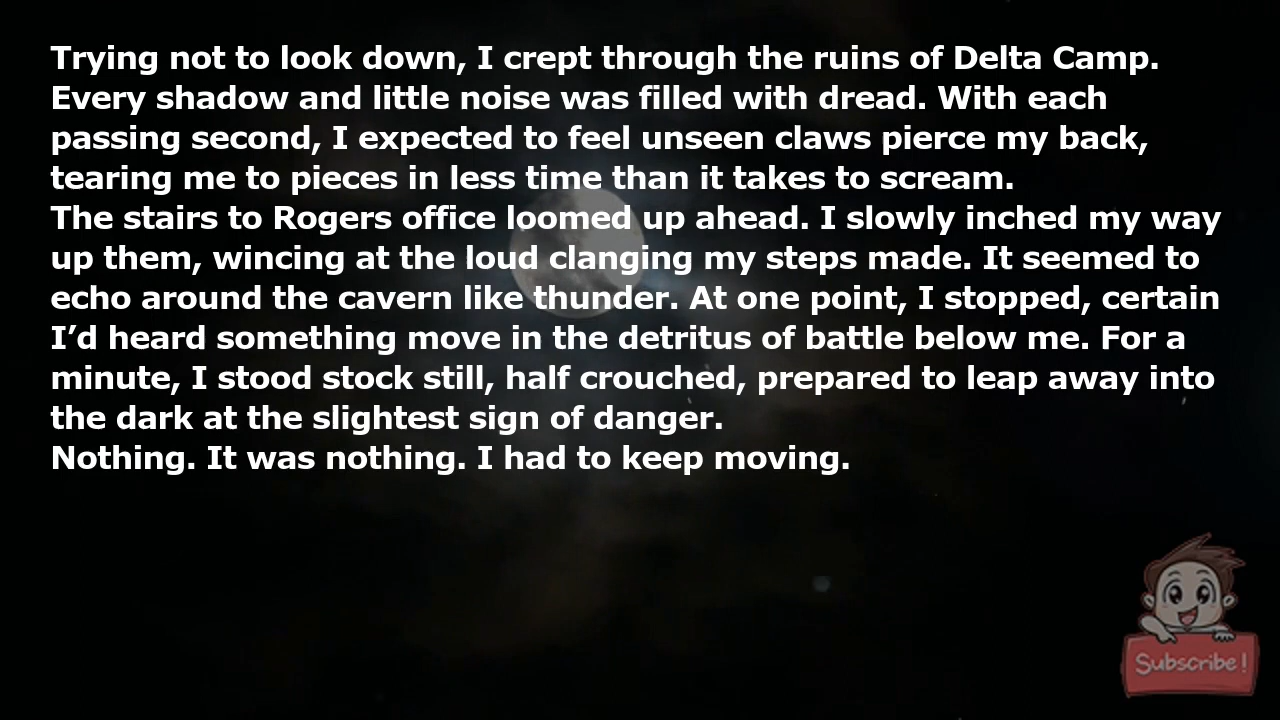 Trying not to look down, I crept through the ruins of Delta Camp.
Every shadow and little noise was filled with dread. With each
passing second, I expected to feel unseen claws pierce my back,
tearing me to pieces in less time than it takes to scream.
The stairs to Rogers office loomed up ahead. I slowly inched my way
up them, wincing at the loud clanging my steps made. It seemed to
echo around the cavern like thunder. At one point, I stopped, certain
I’d heard something move in the detritus of battle below me. For a
minute, I stood stock still, half crouched, prepared to leap away into
the dark at the slightest sign of danger.
Nothing. It was nothing. I had to keep moving.
Subscribe!